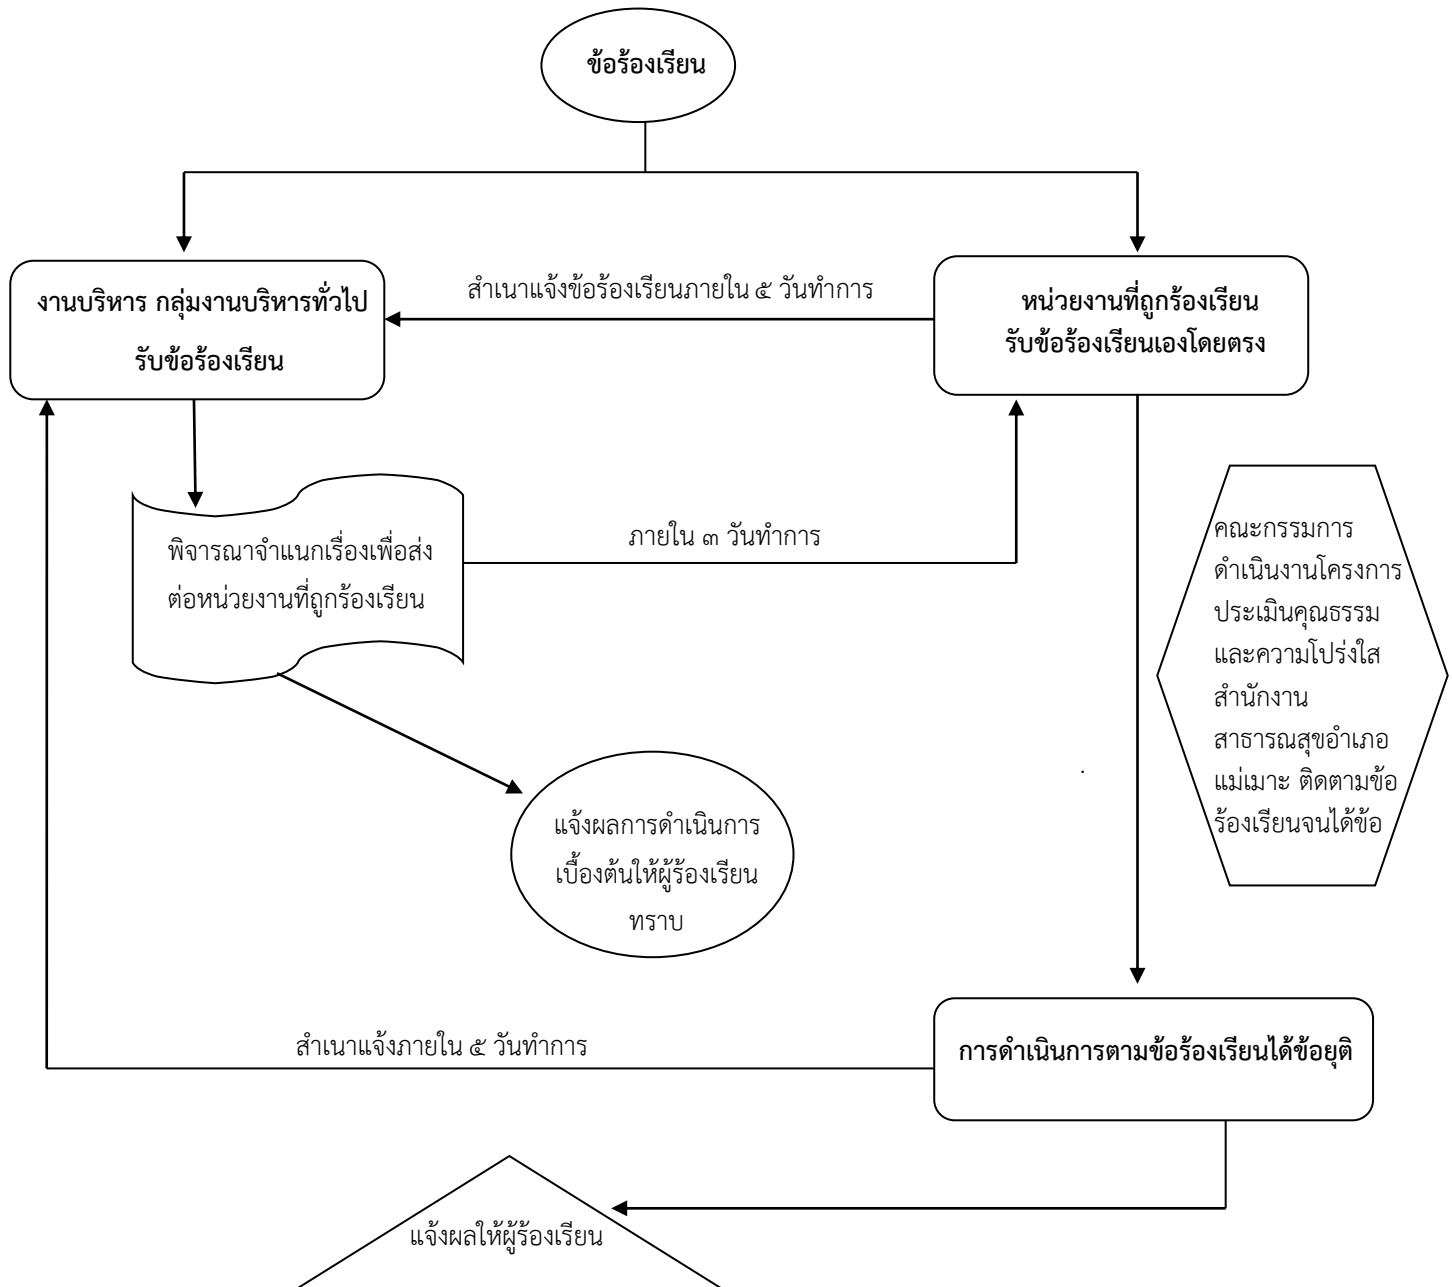 ข้อร้องเรียน
งานบริหาร กลุ่มงานบริหารทั่วไป
รับข้อร้องเรียน
สำเนาแจ้งข้อร้องเรียนภายใน ๕ วันทำการ
หน่วยงานที่ถูกร้องเรียน
รับข้อร้องเรียนเองโดยตรง
พิจารณาจำแนกเรื่องเพื่อส่ง
ต่อหน่วยงานที่ถูกร้องเรียน
ภายใน ๓ วันทำการ
คณะกรรมการ
ดำเนินงานโครงการ
ประเมินคุณธรรม
และความโปร่งใส
สำนักงาน
สาธารณสุขอำเภอ
แม่เมาะ ติดตามข้อ
ร้องเรียนจนได้ข้อ
แจ้งผลการดำเนินการ
เบื้องต้นให้ผู้ร้องเรียน
ทราบ
สำเนาแจ้งภายใน ๕ วันทำการ
การดำเนินการตามข้อร้องเรียนได้ข้อยุติ
แจ้งผลให้ผู้ร้องเรียน